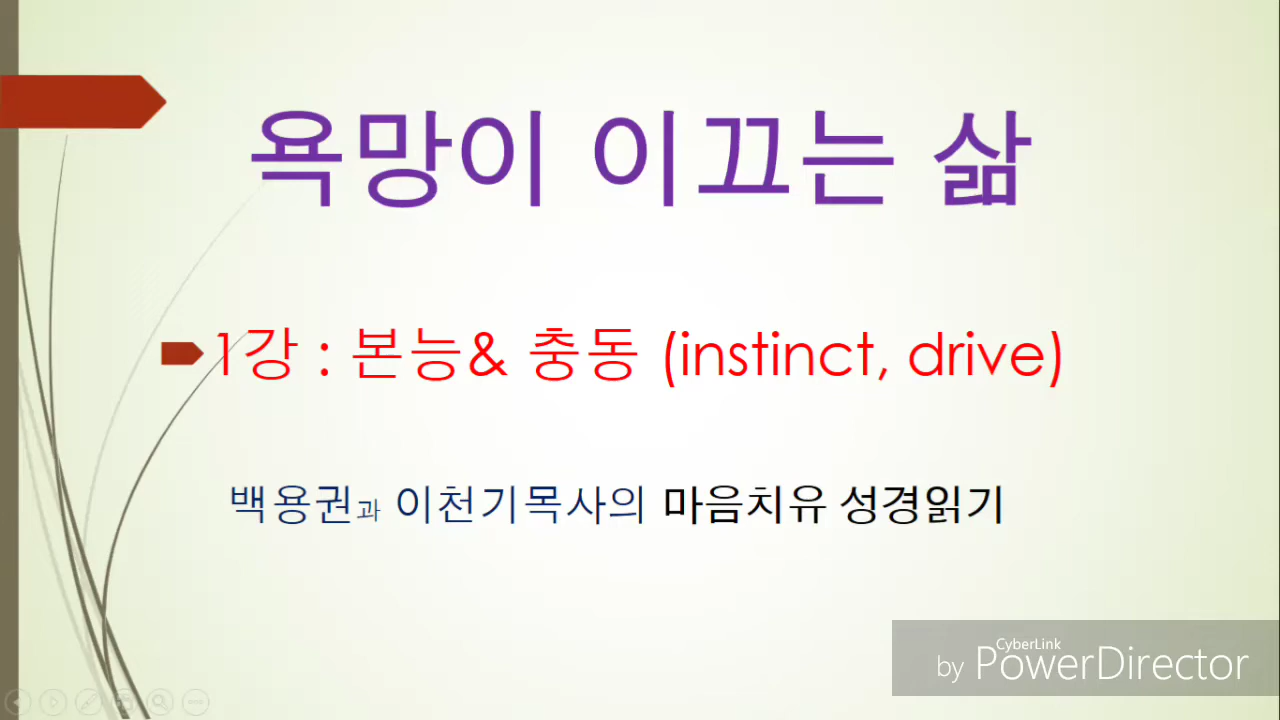 욕망이 이끄는 삶
1강 : 본능& 충동 (instinct, drive)
백용권과 이천기목사의 마음치유 성경읽기
CyberLink
by PowerDirector